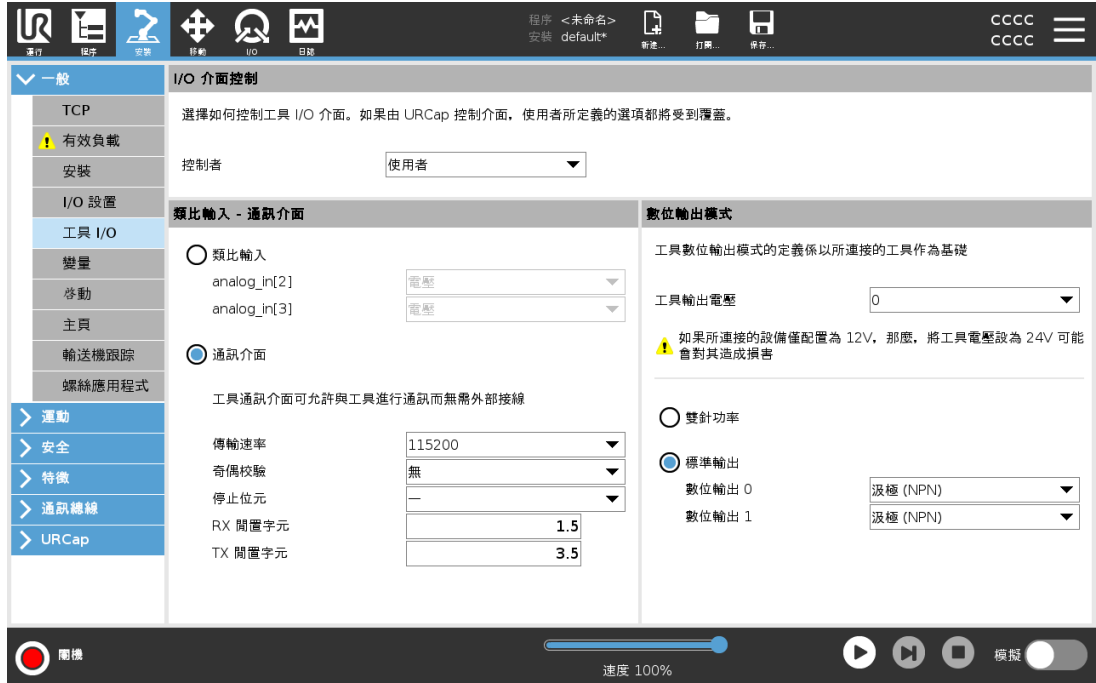 運行
程序
安裝
移動
I/O
日誌
程序 <未命名>
安裝 default*
新建...
打開...
保存...
CCCC
CCCC
一般
TCP
有效負載
安裝
I/O 設置
工具 I/O
變量
啓動
主頁
輸送機跟踪
螺絲應用程式
運動
安全
特徵
通訊總線
URCap
I/O 介面控制
選擇如何控制工具 I/O 介面。如果由 URCap 控制介面，使用者所定義的選項都將受到覆蓋。
控制者 使用者
類比輸入 - 通訊介面
類比輸入
analog_in[2] 電壓
analog_in[3] 電壓
通訊介面
工具通訊介面可允許與工具進行通訊而無需外部接線
傳輸速率 115200
奇偶校驗 無
停止位元 一
RX 閒置字元 1.5
TX 閒置字元 3.5
數位輸出模式
工具數位輸出模式的定義係以所連接的工具作為基礎
工具輸出電壓 0
如果所連接的設備僅配置為 12V，那麼，將工具電壓設為 24V 可能
會對其造成損害
雙針功率
標準輸出
數位輸出 0 汲極 (NPN)
數位輸出 1 汲極 (NPN)
關機
速度 100%
模擬